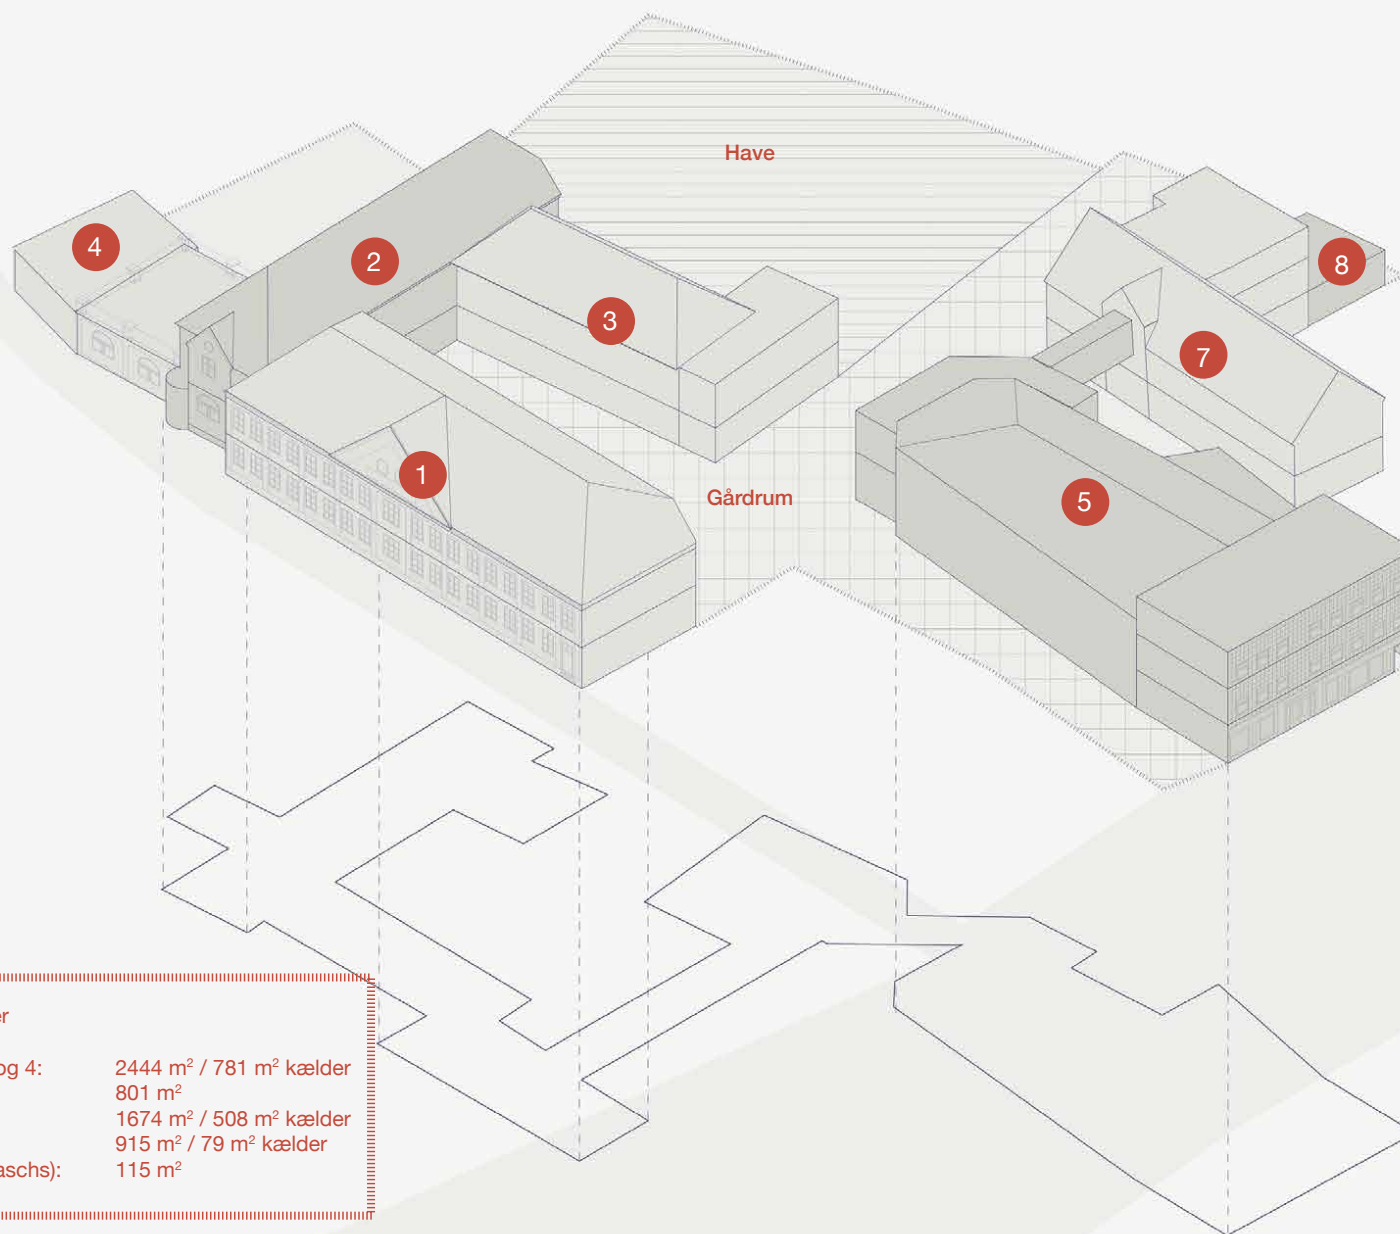 Have
4
2
8
3
7
1
Gårdrum
5
er
og 4: 2444 m² / 781 m² kælder
801 m²
1674 m² / 508 m² kælder
915 m² / 79 m² kælder
aschs): 115 m²